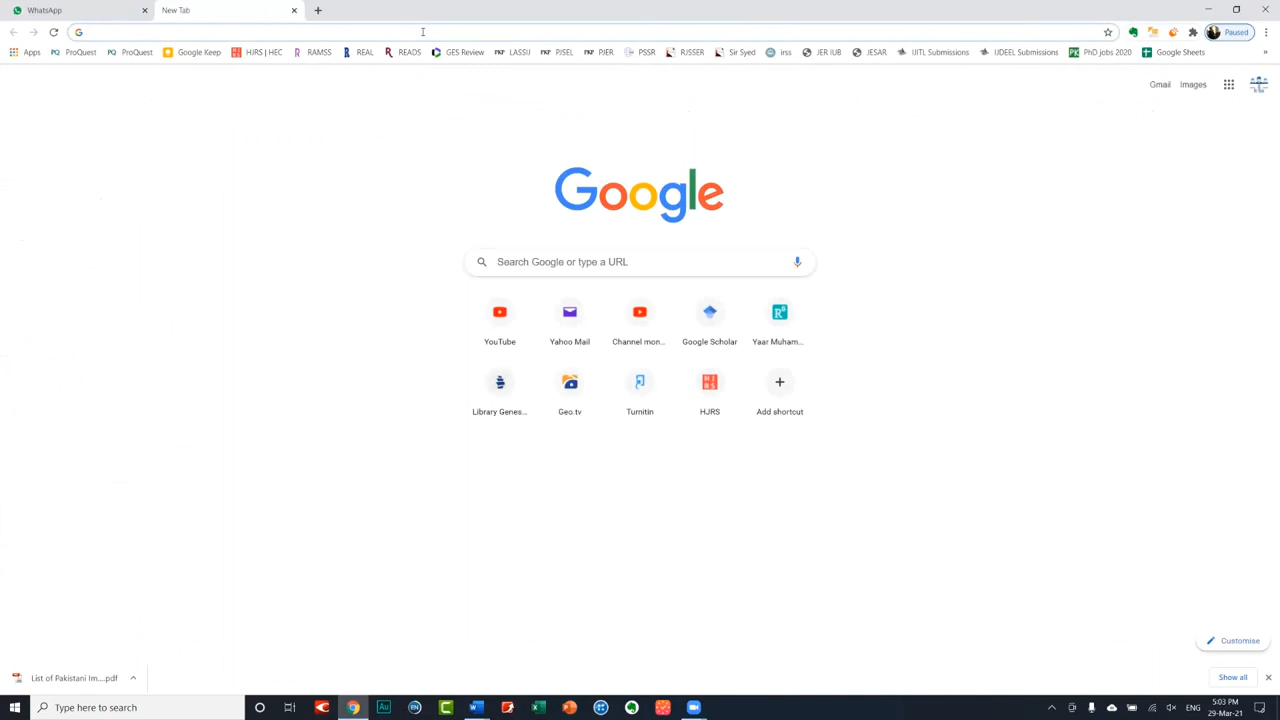 WhatsApp
New Tab
Paused
Apps ProQuest ProQuest Google Keep HJRS | HEC RAMSS REAL READS GES Review LASSIJ PJSEL PJER PSSR RJSSER Sir Syed irss JER IUB JESAR IJITL Submissions IJDEEL Submissions PhD jobs 2020 Google Sheets »
Gmail Images
Google
Search Google or type a URL
YouTube Yahoo Mail Channel mon... Google Scholar Yaar Muham...
Library Genes... Geo.tv Turnitin HJRS Add shortcut
Customise
List of Pakistani Im....pdf
Show all
Type here to search
ENG
5:03 PM
29-Mar-21